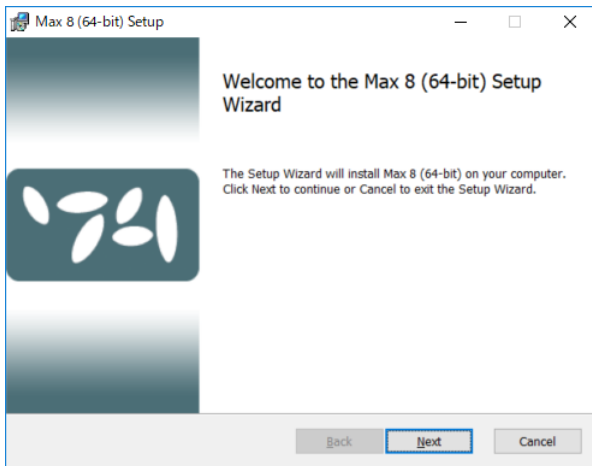 Max 8 (64-bit) Setup
Welcome to the Max 8 (64-bit) Setup
Wizard
The Setup Wizard will install Max 8 (64-bit) on your computer.
Click Next to continue or Cancel to exit the Setup Wizard.
Back Next Cancel